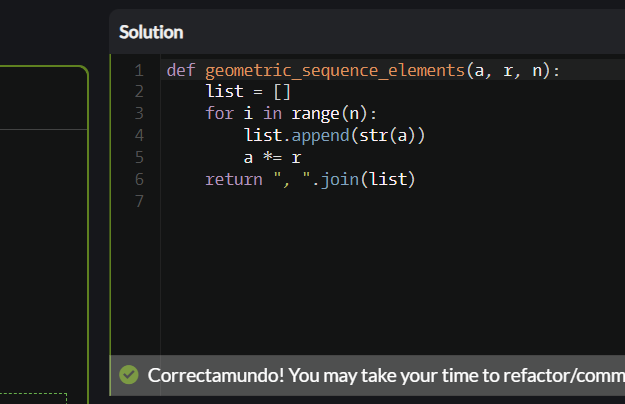 Solution
1 def geometric_sequence_elements(a, r, n):
2     list = []
3     for i in range(n):
4         list.append(str(a))
5         a *= r
6     return ", ".join(list)
7
Correctamundo! You may take your time to refactor/comm